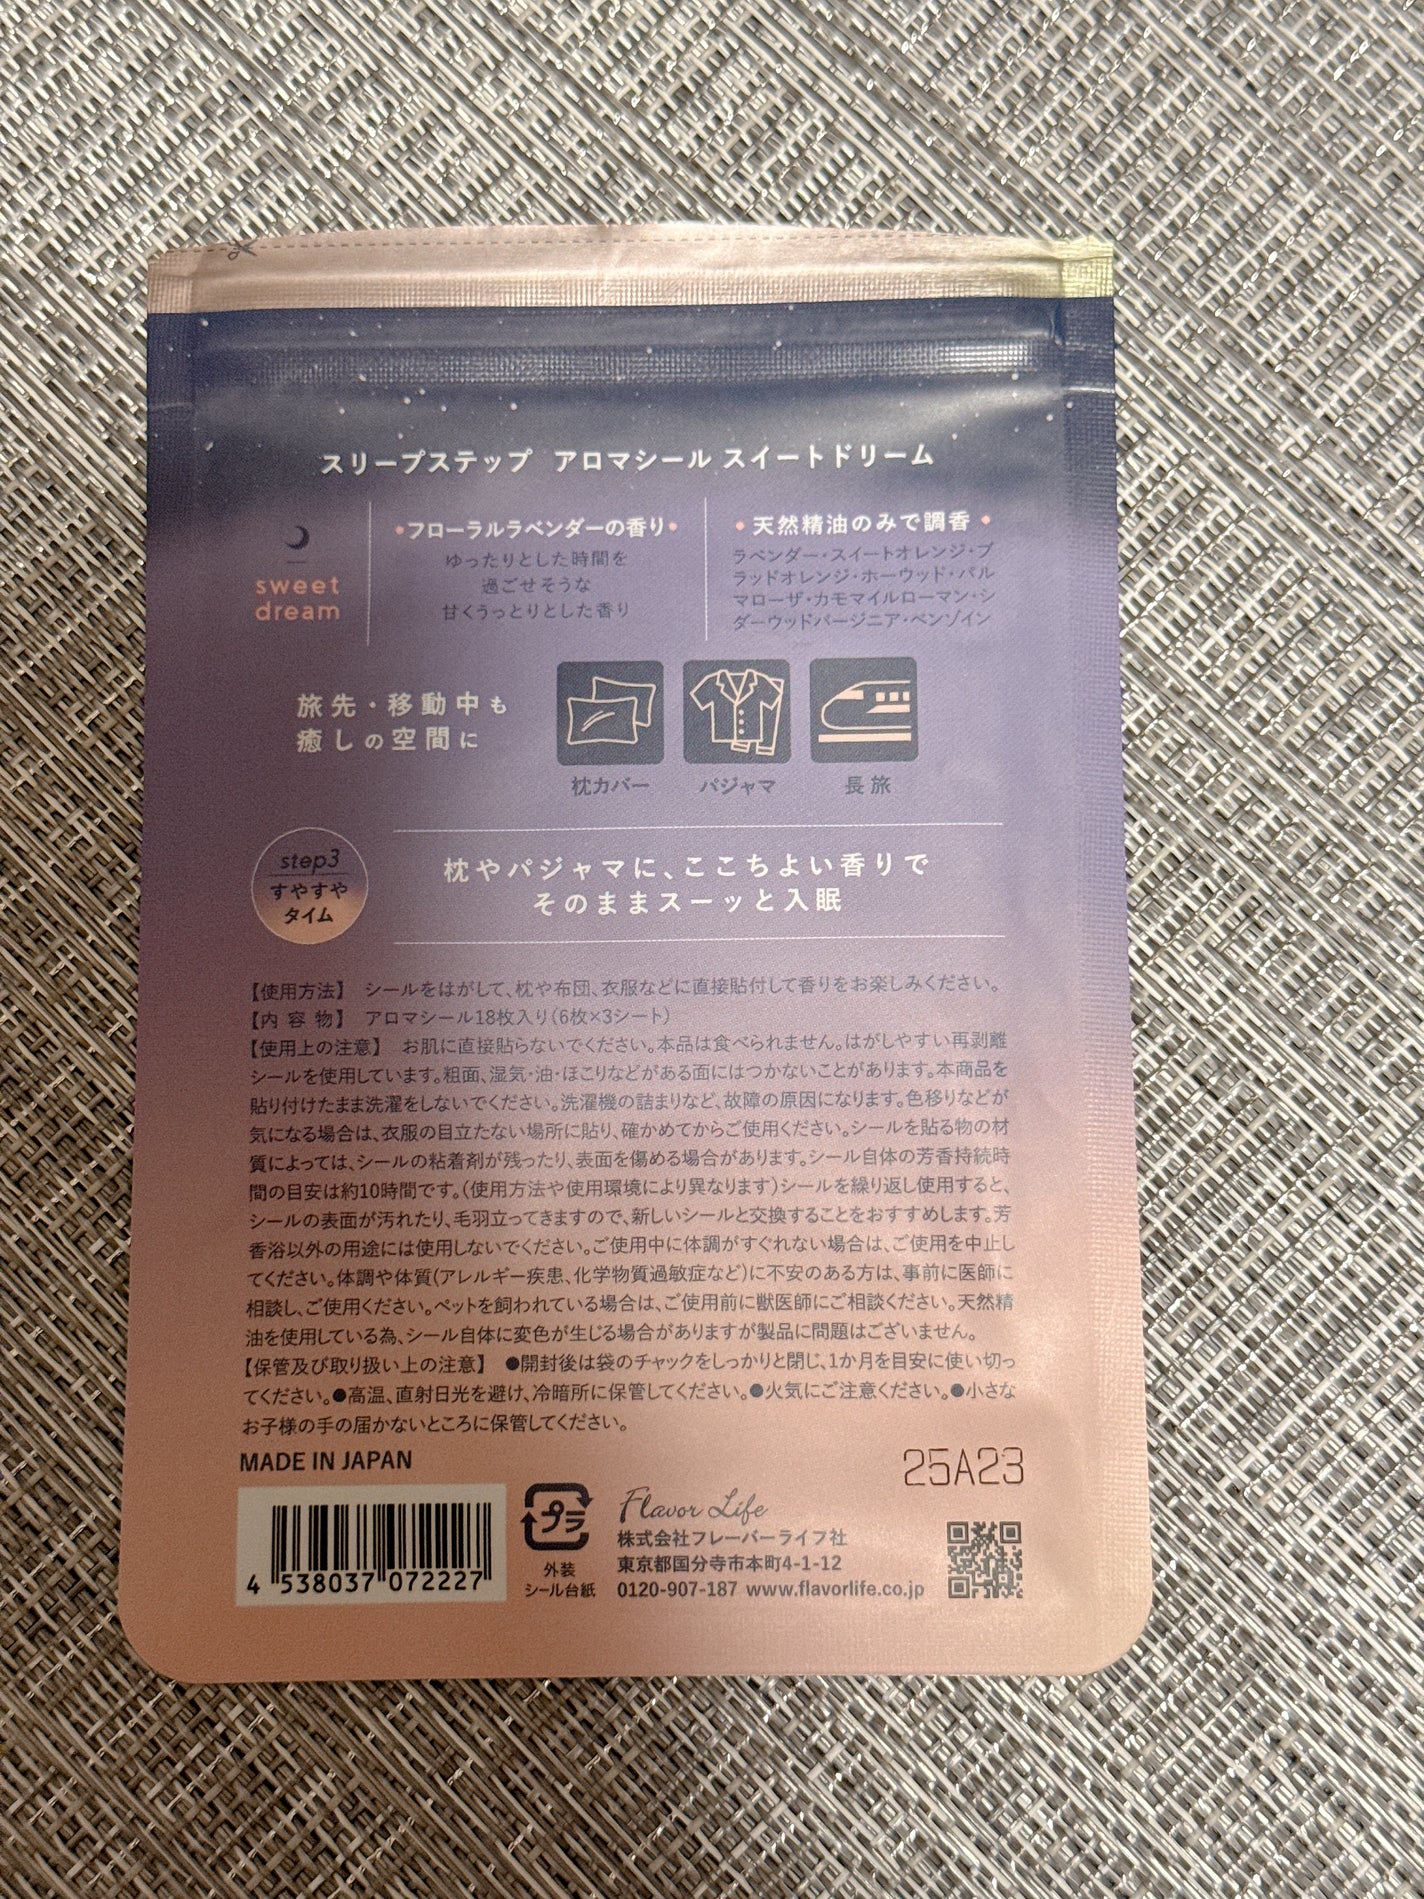 スリープステップ アロマシール スイートドリーム
sweet
dream
•フローラルラベンダーの香り•
ゆったりとした時間を
過ごせそうな
甘くうっとりとした香り
• 天然精油のみで調香 •
ラベンダー・スイートオレンジ・ブ
ラッドオレンジ・ホーウッド・パル
マローザ・カモマイルローマン・シ
ダーウッドバージニア・ベンゾイン
旅先・移動中も
癒しの空間に
枕カバー
パジャマ
長旅
step3
すやすや
タイム
枕やパジャマに、ここちよい香りで
そのままスーッと入眠
【使用方法】 シールをはがして、枕や布団、衣服などに直接貼付して香りをお楽しみください。
【内容物】 アロマシール18枚入り(6枚×3シート)
【使用上の注意】 お肌に直接貼らないでください。本品は食べられません。はがしやすい再剥離
シールを使用しています。粗面、湿気・油・ほこりなどがある面にはつかないことがあります。本商品を
貼り付けたまま洗濯をしないでください。洗濯機の詰まりなど、故障の原因になります。色移りなどが
気になる場合は、衣服の目立たない場所に貼り、確かめてからご使用ください。シールを貼る物の材
質によっては、シールの粘着剤が残ったり、表面を傷める場合があります。シール自体の芳香持続時
間の目安は約10時間です。(使用方法や使用環境により異なります)シールを繰り返し使用すると、
シールの表面が汚れたり、毛羽立ってきますので、新しいシールと交換することをおすすめします。芳
香浴以外の用途には使用しないでください。ご使用中に体調がすぐれない場合は、ご使用を中止し
てください。体調や体質(アレルギー疾患、化学物質過敏症など)に不安のある方は、事前に医師に
相談し、ご使用ください。ペットを飼われている場合は、ご使用前に獣医師にご相談ください。天然精
油を使用している為、シール自体に変色が生じる場合がありますが製品に問題はございません。
【保管及び取り扱い上の注意】 ●開封後は袋のチャックをしっかりと閉じ、1か月を目安に使い切っ
てください。●高温、直射日光を避け、冷暗所に保管してください。●火気にご注意ください。●小さな
お子様の手の届かないところに保管してください。
MADE IN JAPAN
25A23
4 538037 072227
プラ
外装
シール台紙
Flavor Life
株式会社フレーバーライフ社
東京都国分寺市本町4-1-12
0120-907-187 www.flavorlife.co.jp